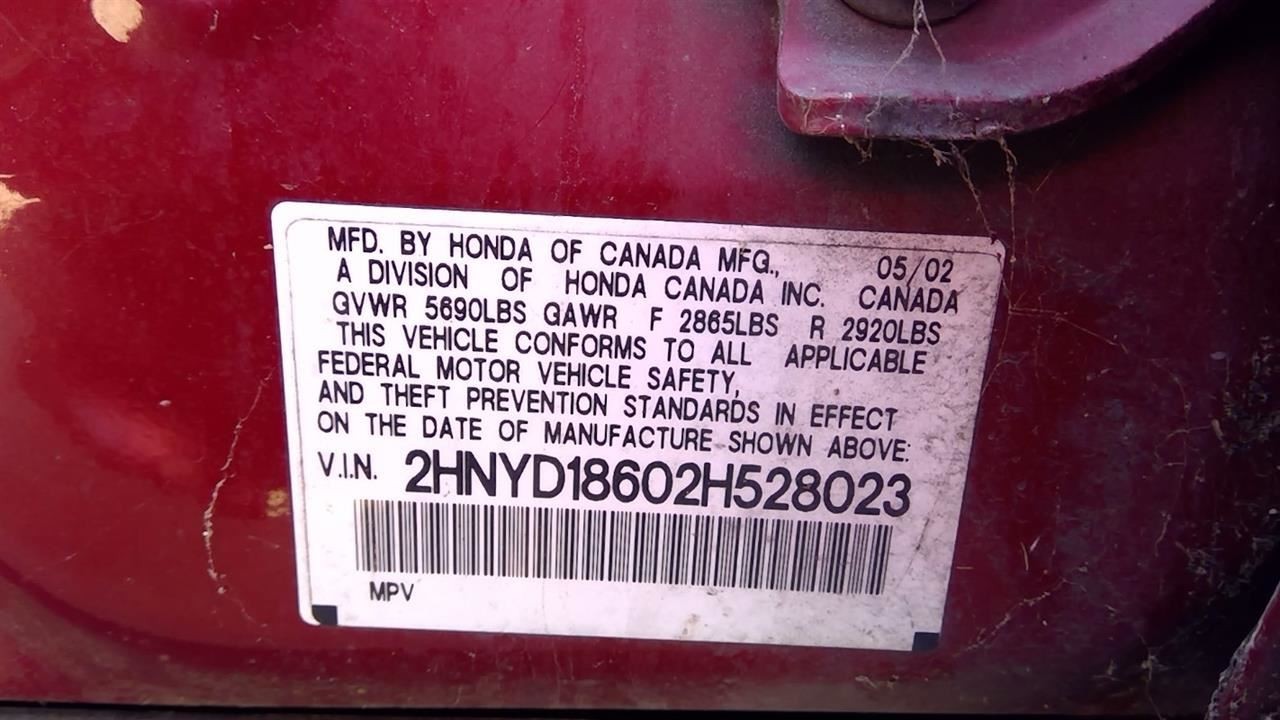 MFD. BY HONDA OF CANADA MFG., 05/02
A DIVISION OF HONDA CANADA INC. CANADA
GVWR 5690LBS GAWR F 2865LBS R 2920LBS
THIS VEHICLE CONFORMS TO ALL APPLICABLE
FEDERAL MOTOR VEHICLE SAFETY,
AND THEFT PREVENTION STANDARDS IN EFFECT
ON THE DATE OF MANUFACTURE SHOWN ABOVE:
V.I.N. 2HNYD18602H528023
MPV